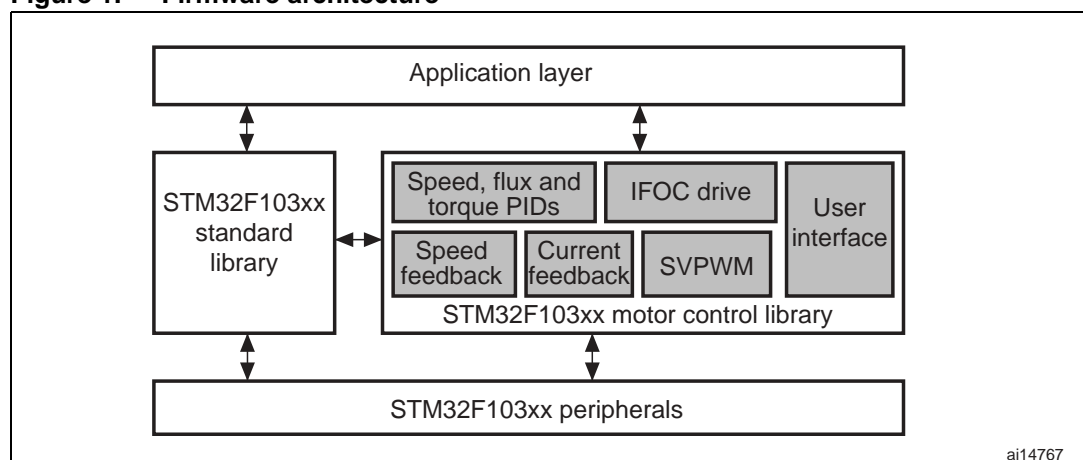 Figure 1. Firmware architecture
Application layer
STM32F103xx
standard
library
Speed, flux and
torque PIDs
IFOC drive
User
interface
Speed
feedback
Current
feedback
SVPWM
STM32F103xx motor control library
STM32F103xx peripherals
ai14767